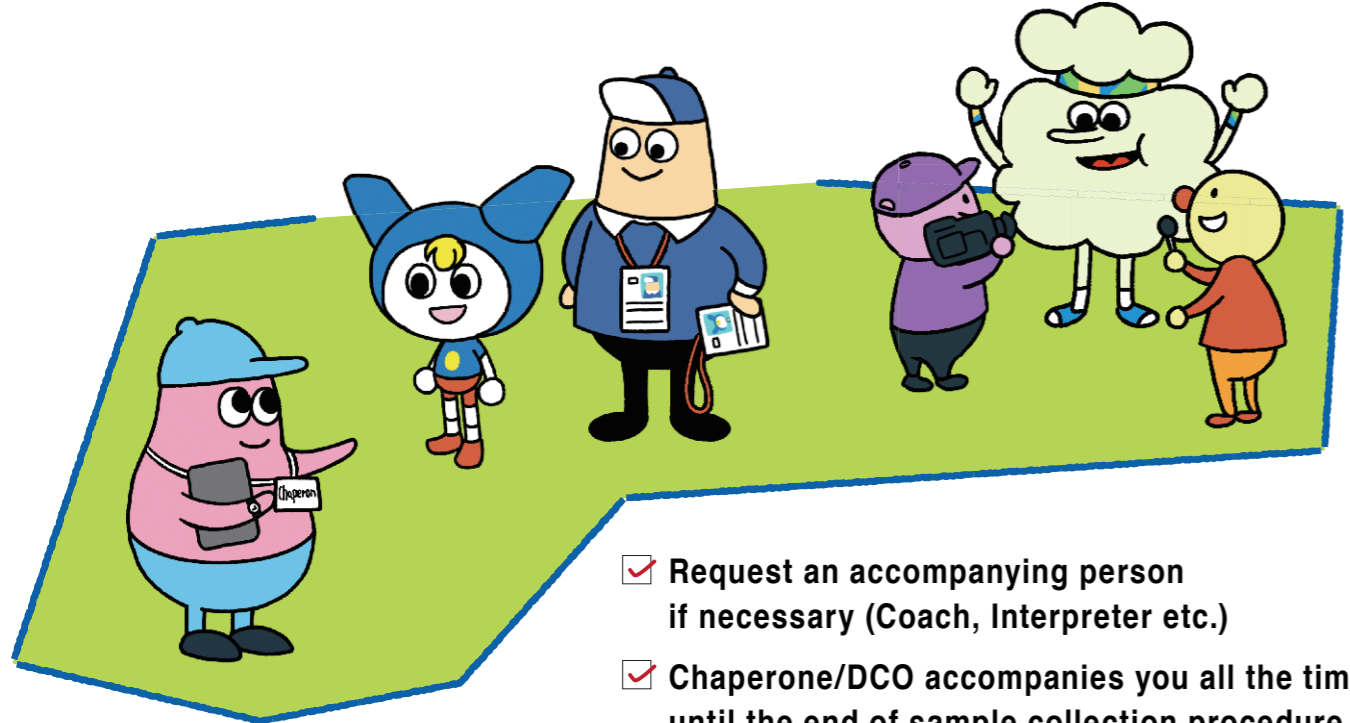 Chaperon
Request an accompanying person
if necessary (Coach, Interpreter etc.)
Chaperone/DCO accompanies you all the tim
until the end of sample collection procedure